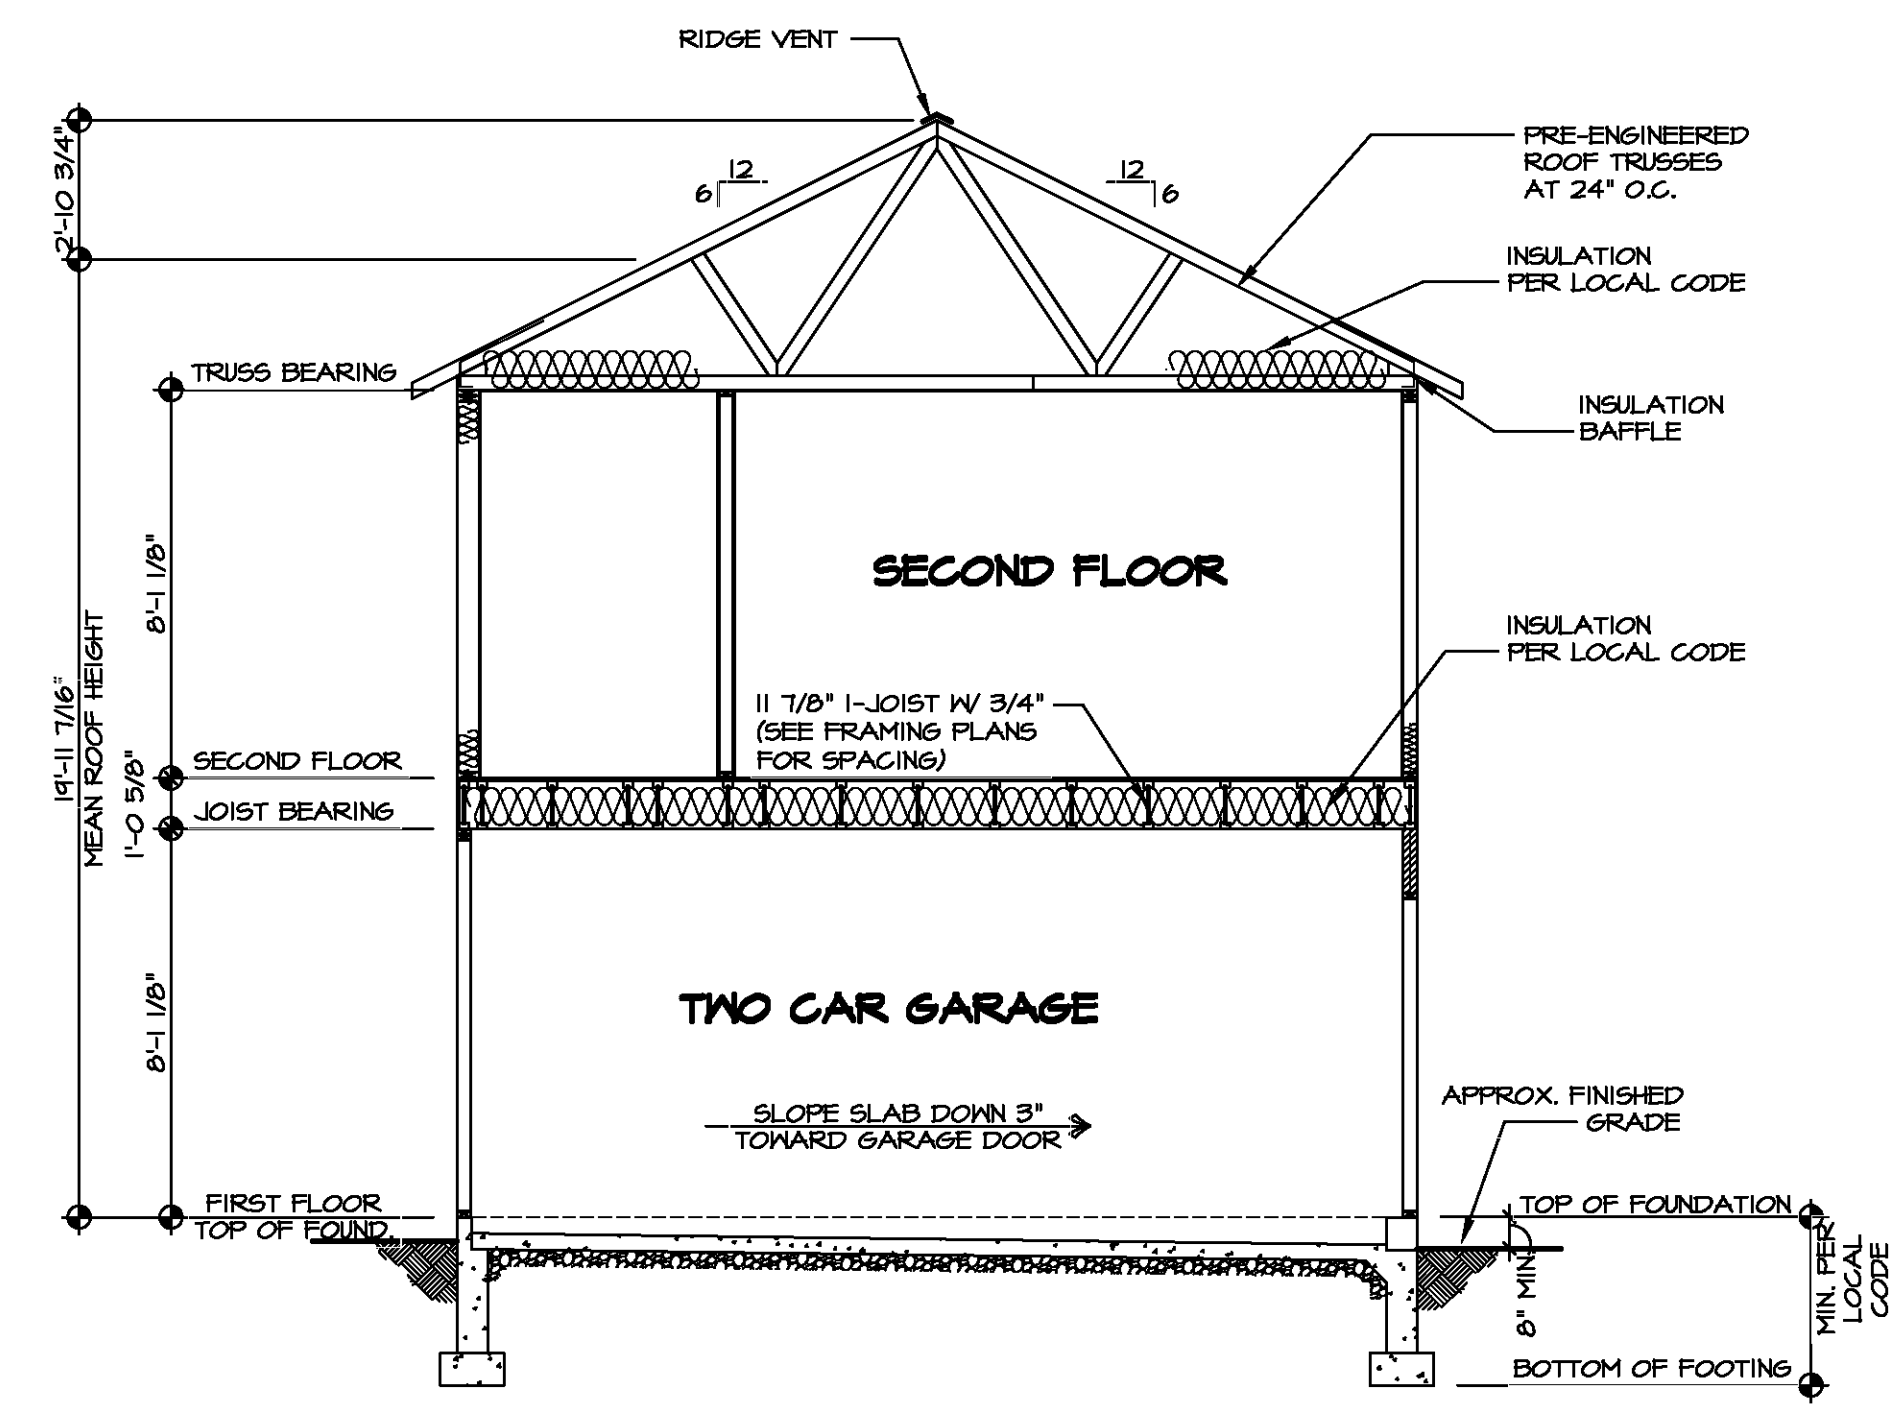 RIDGE VENT
2'-10 3/4"
12
6
12
6
PRE-ENGINEERED
ROOF TRUSSES
AT 24" O.C.
INSULATION
PER LOCAL CODE
TRUSS BEARING
INSULATION
BAFFLE
8'-1 1/8"
SECOND FLOOR
19'-11 7/16"
MEAN ROOF HEIGHT
INSULATION
PER LOCAL CODE
11 7/8" I-JOIST W/ 3/4"
(SEE FRAMING PLANS
FOR SPACING)
SECOND FLOOR
1'-0 5/8"
JOIST BEARING
8'-1 1/8"
TWO CAR GARAGE
SLOPE SLAB DOWN 3"
TOWARD GARAGE DOOR
APPROX. FINISHED
GRADE
FIRST FLOOR
TOP OF FOUND.
TOP OF FOUNDATION
8" MIN.
MIN. PER
LOCAL
CODE
BOTTOM OF FOOTING